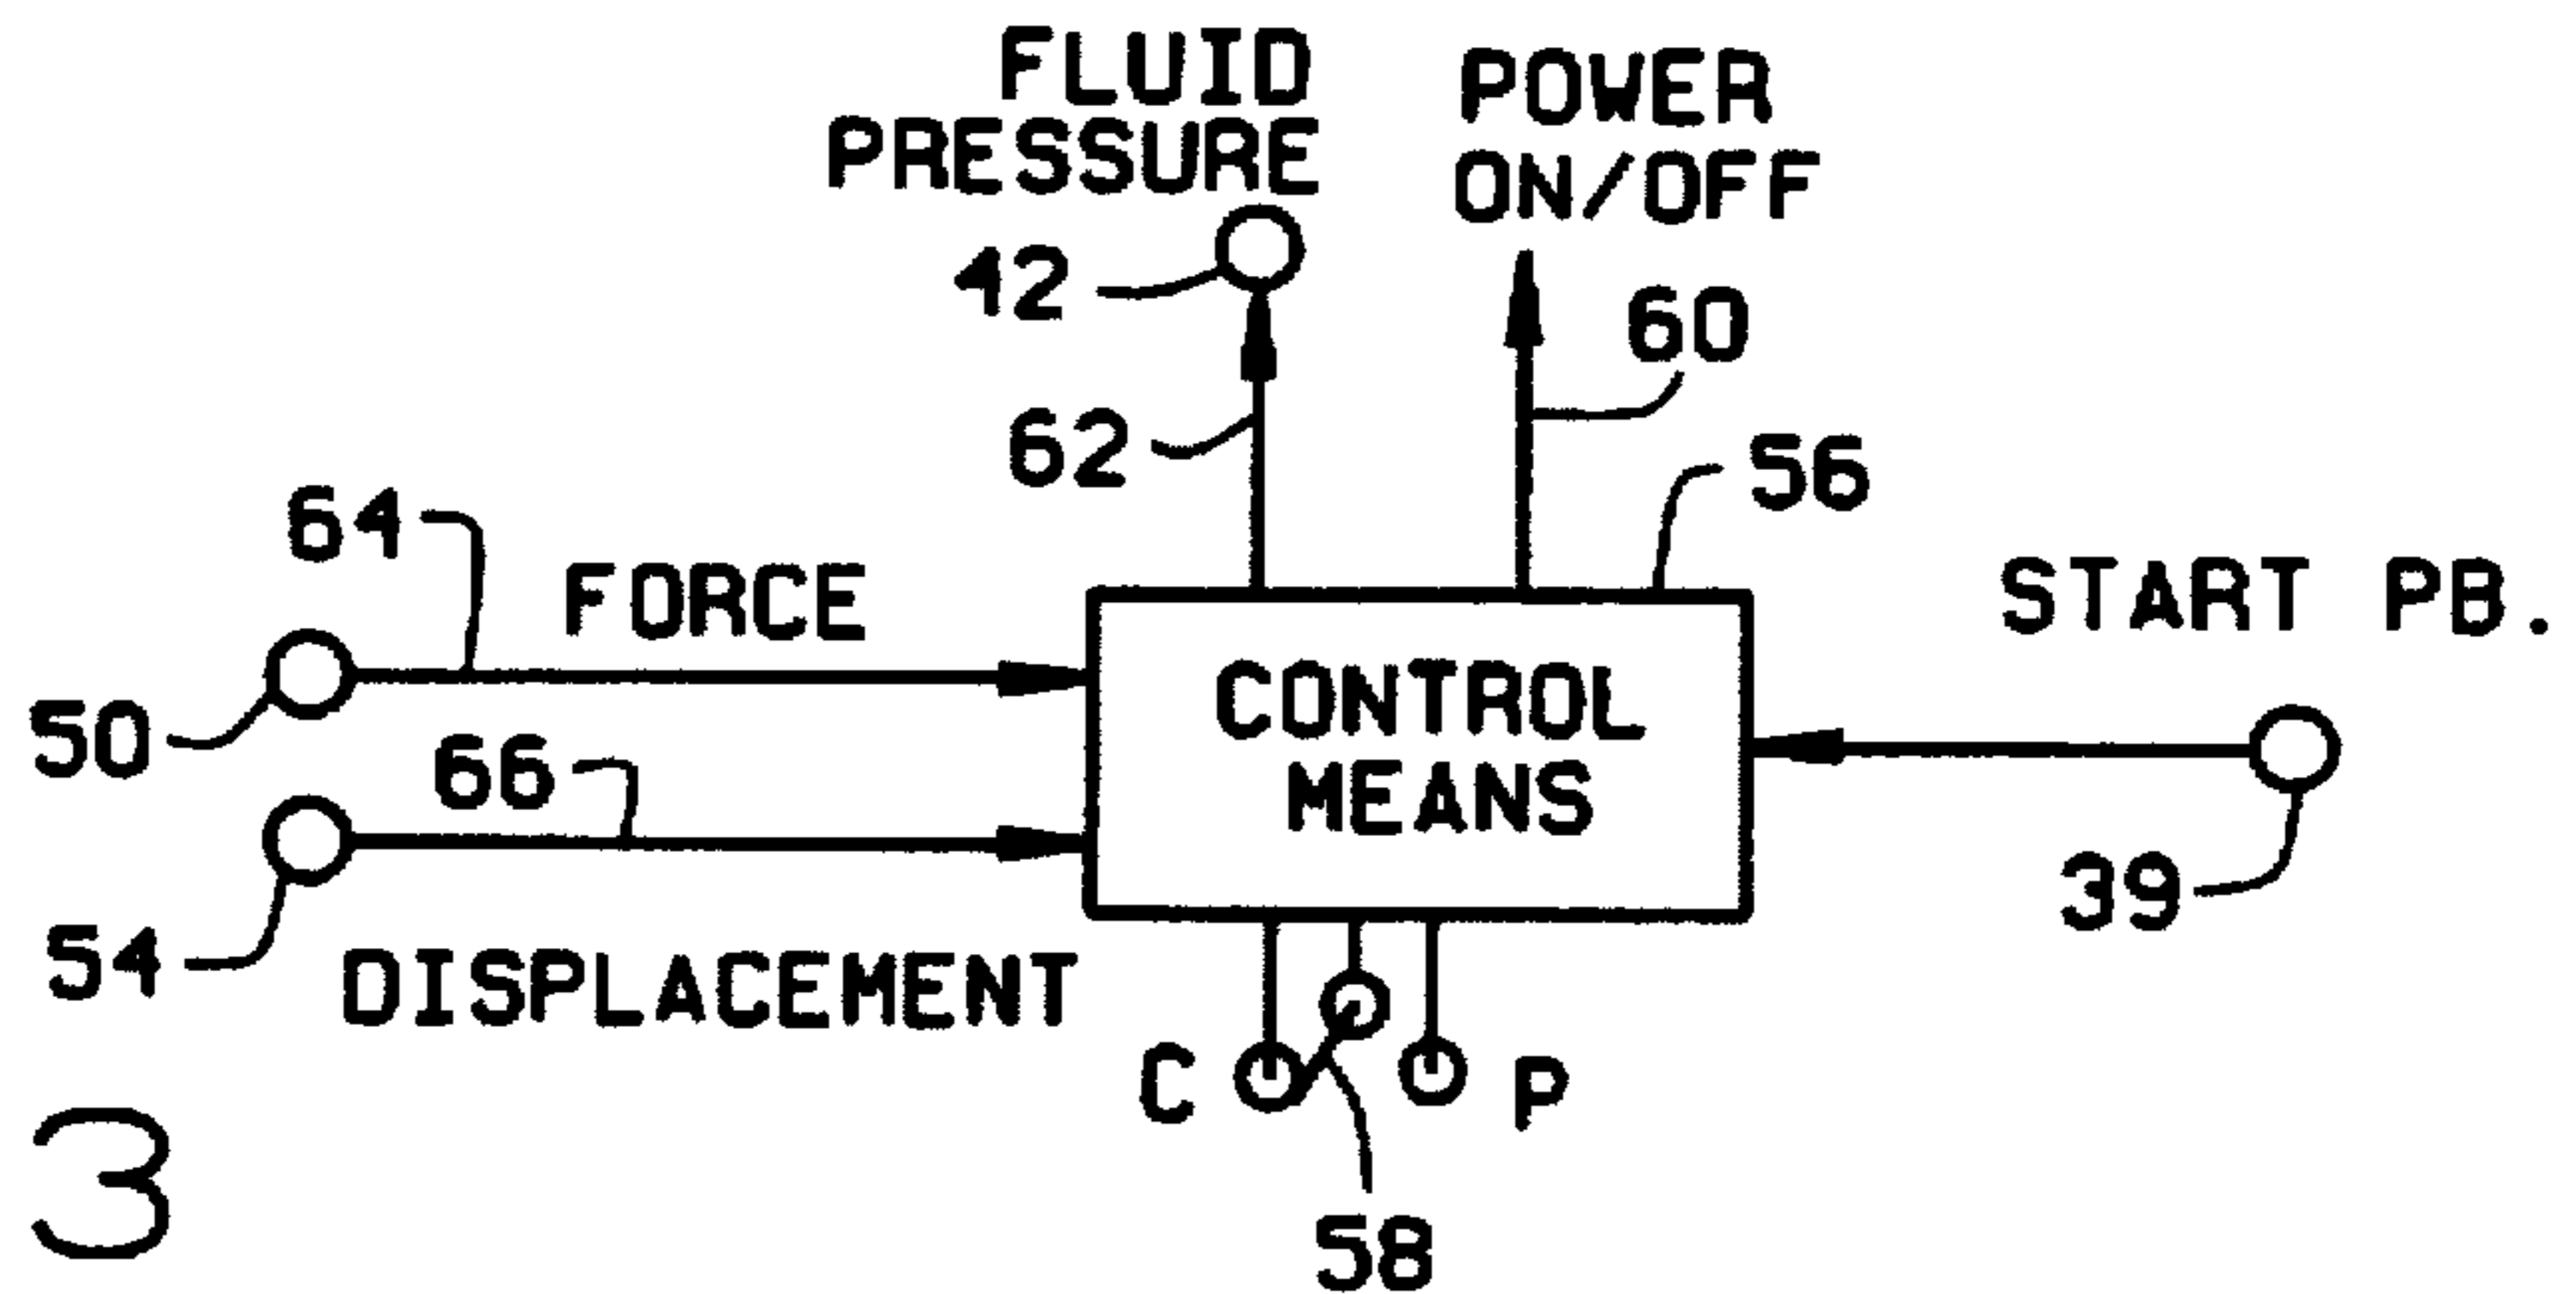 FLUID
PRESSURE
POWER
ON/OFF
42
60
62
56
64
FORCE
START PB.
50
CONTROL
MEANS
66
39
54
DISPLACEMENT
C
P
3
58